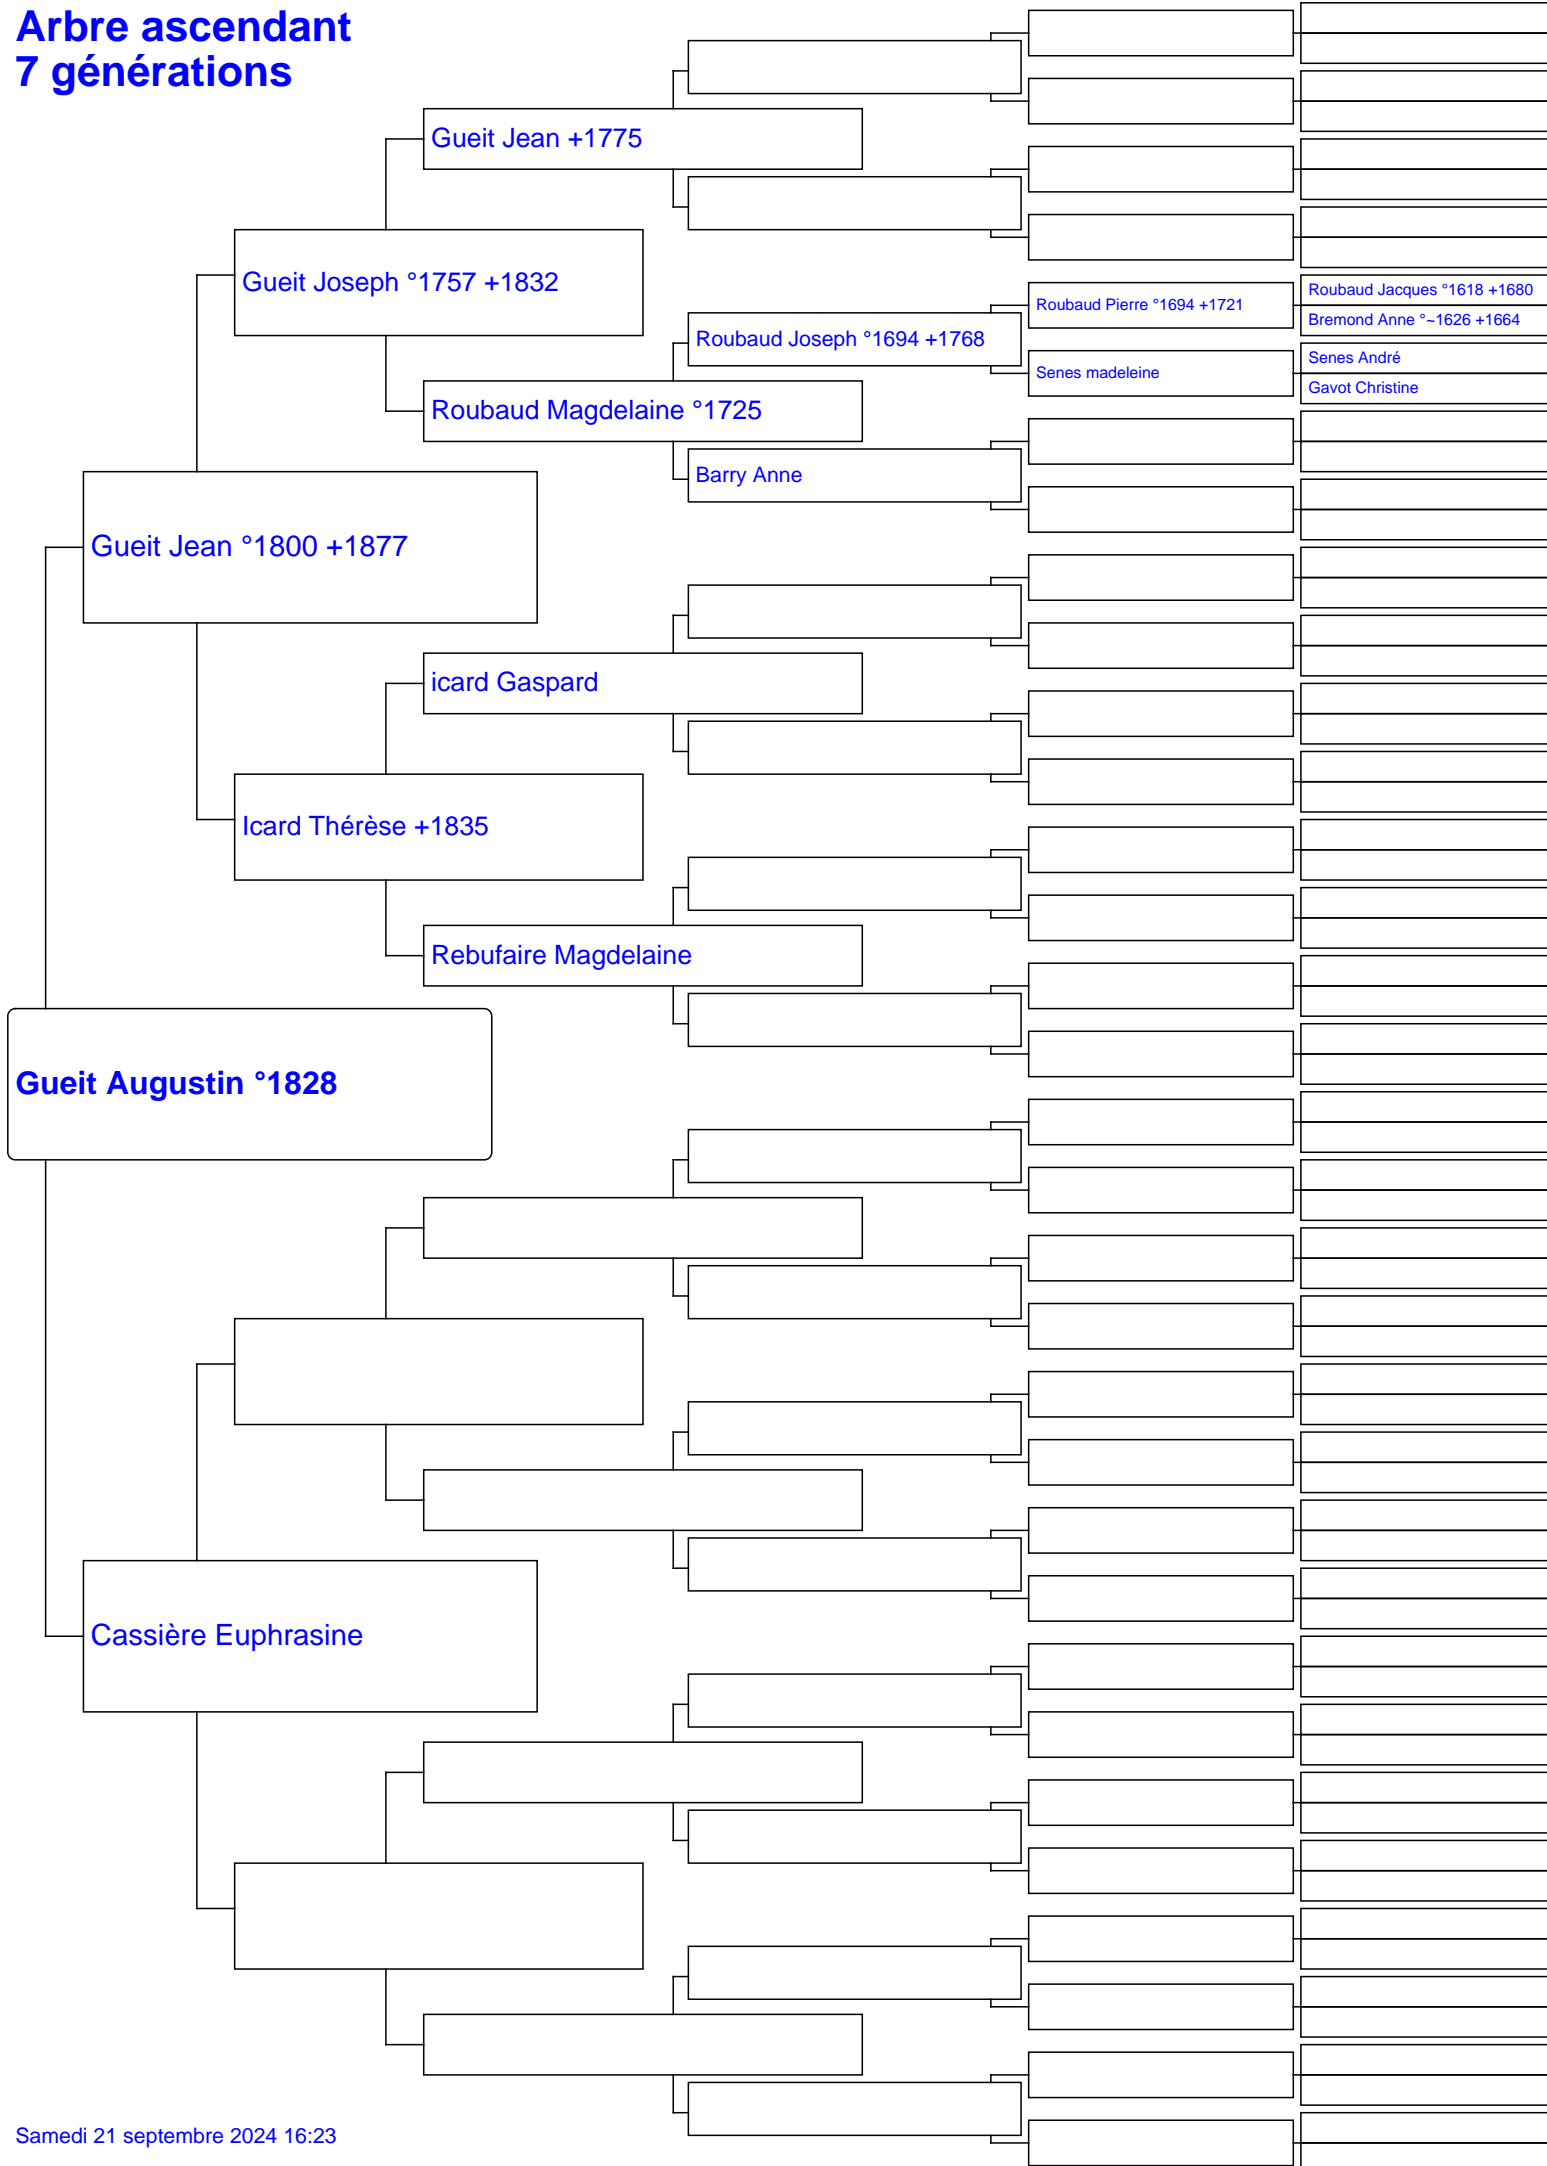 Arbre ascendant
7 générations
Gueit Jean +1775
Gueit Joseph °1757 +1832
Roubaud Pierre °1694 +1721
Roubaud Jacques °1618 +1680
Bremond Anne °~1626 +1664
Roubaud Joseph °1694 +1768
Senes madeleine
Senes André
Gavot Christine
Roubaud Magdelaine °1725
Barry Anne
Gueit Jean °1800 +1877
icard Gaspard
Icard Thérèse +1835
Rebufaire Magdelaine
Gueit Augustin °1828
Cassière Euphrasine
Samedi 21 septembre 2024 16:23